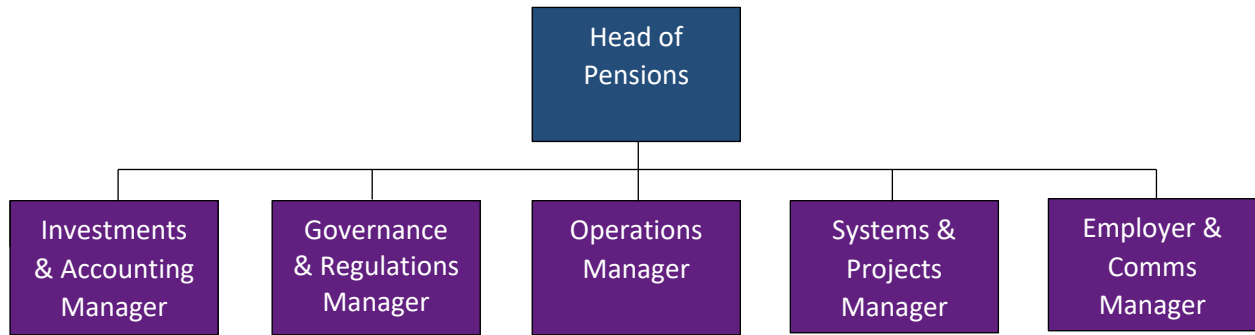 Head of
Pensions
Investments
& Accounting
Manager
Governance
& Regulations
Manager
Operations
Manager
Systems &
Projects
Manager
Employer &
Comms
Manager